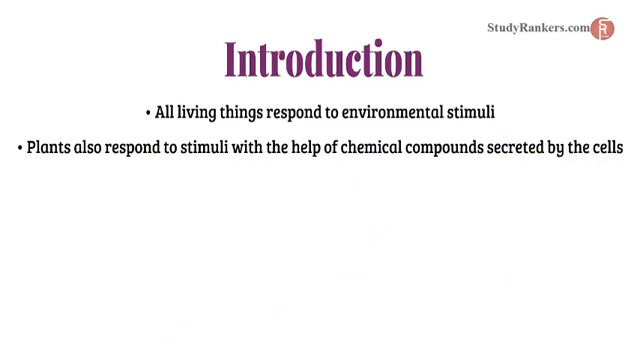 StudyRankers.com
Introduction
• All living things respond to environmental stimuli
• Plants also respond to stimuli with the help of chemical compounds secreted by the cells